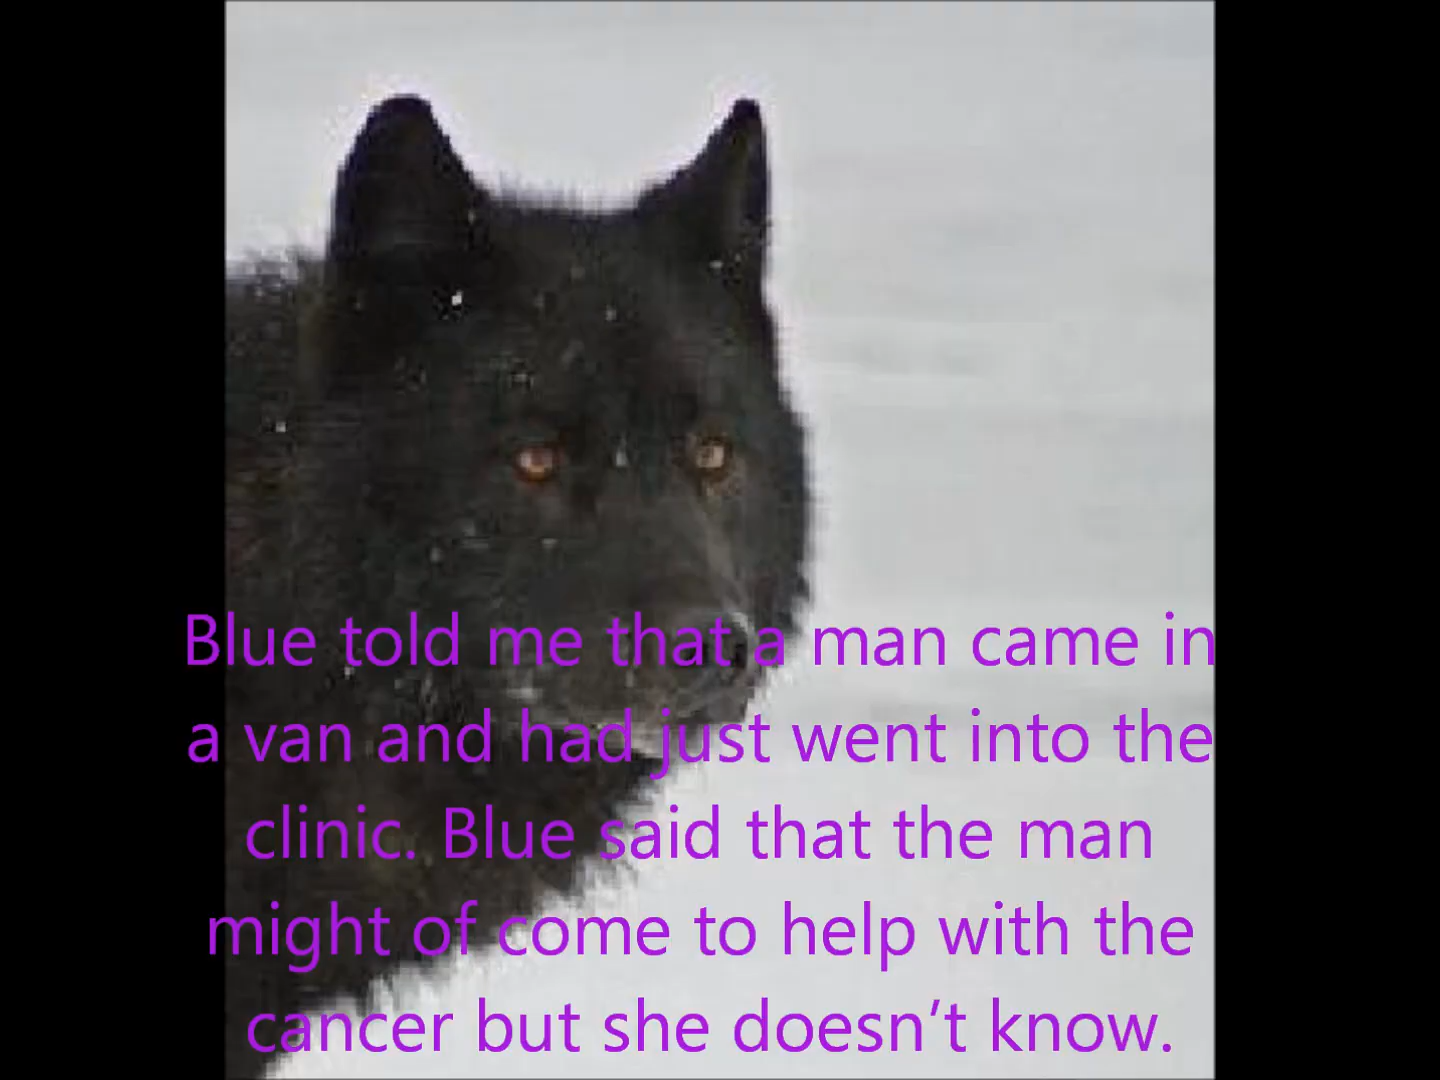 Blue told me that a man came in
a van and had just went into the
clinic. Blue said that the man
might of come to help with the
cancer but she doesn’t know.